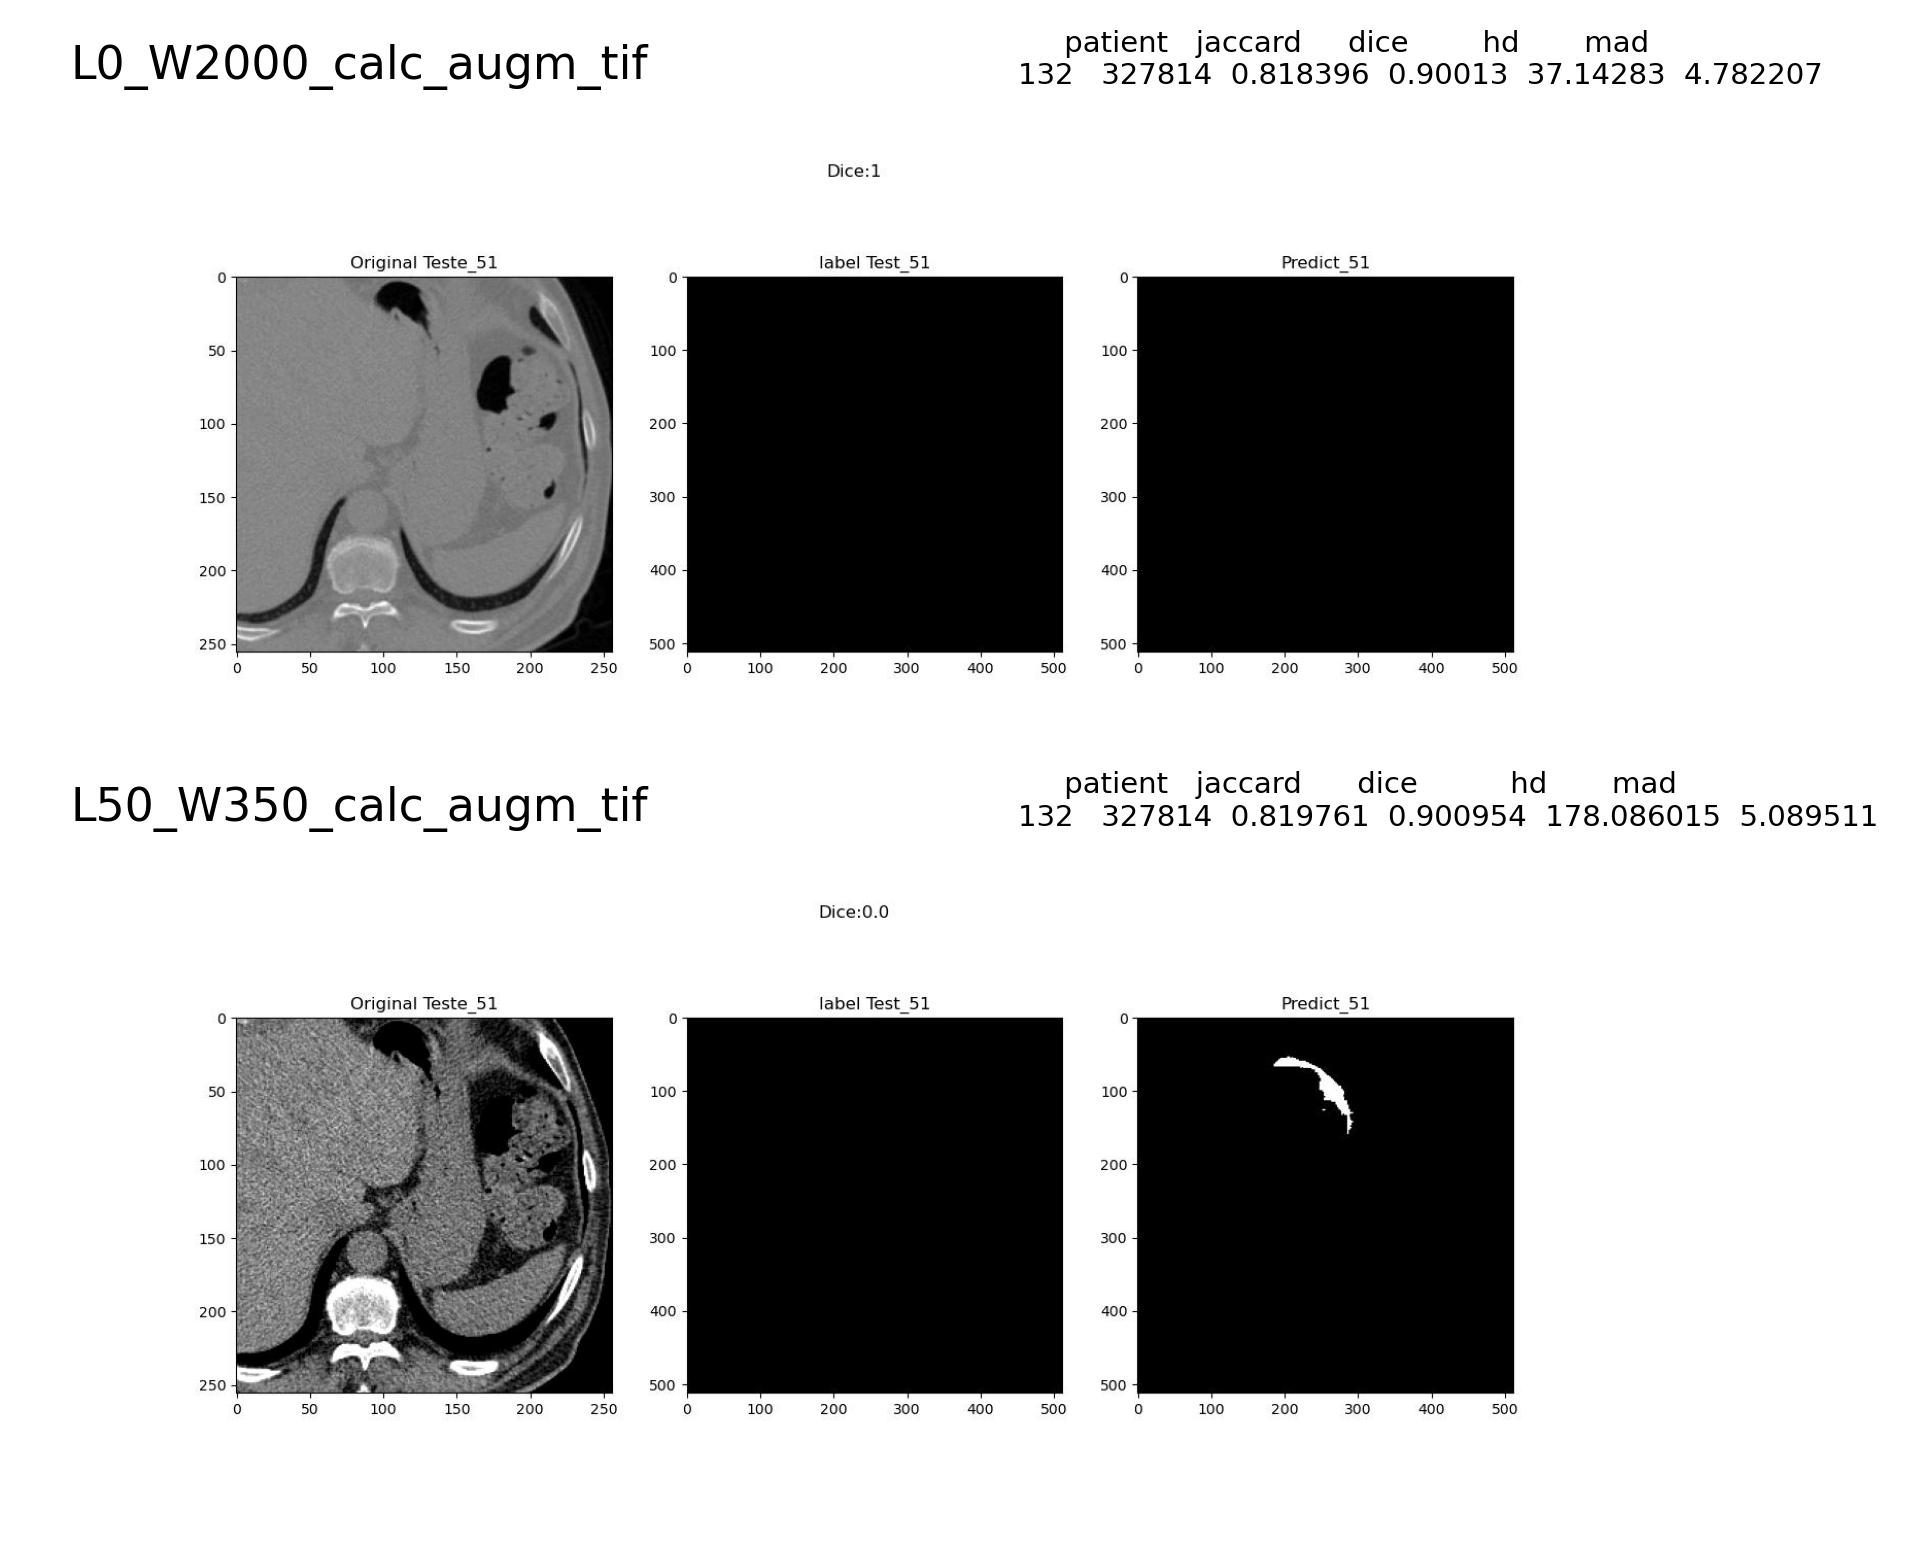 L0_W2000_calc_augm_tif
patient jaccard dice hd mad
132 327814 0.818396 0.90013 37.14283 4.782207
Dice:1
Original Teste_51 label Test_51 Predict_51
0 0 0
50 100 100
100 200 200
150 300 300
200 400 400
250 500 500
0 50 100 150 200 250 0 100 200 300 400 500 0 100 200 300 400 500
L50_W350_calc_augm_tif
patient jaccard dice hd mad
132 327814 0.819761 0.900954 178.086015 5.089511
Dice:0.0
Original Teste_51 label Test_51 Predict_51
0 0 0
50 100 100
100 200 200
150 300 300
200 400 400
250 500 500
0 50 100 150 200 250 0 100 200 300 400 500 0 100 200 300 400 500